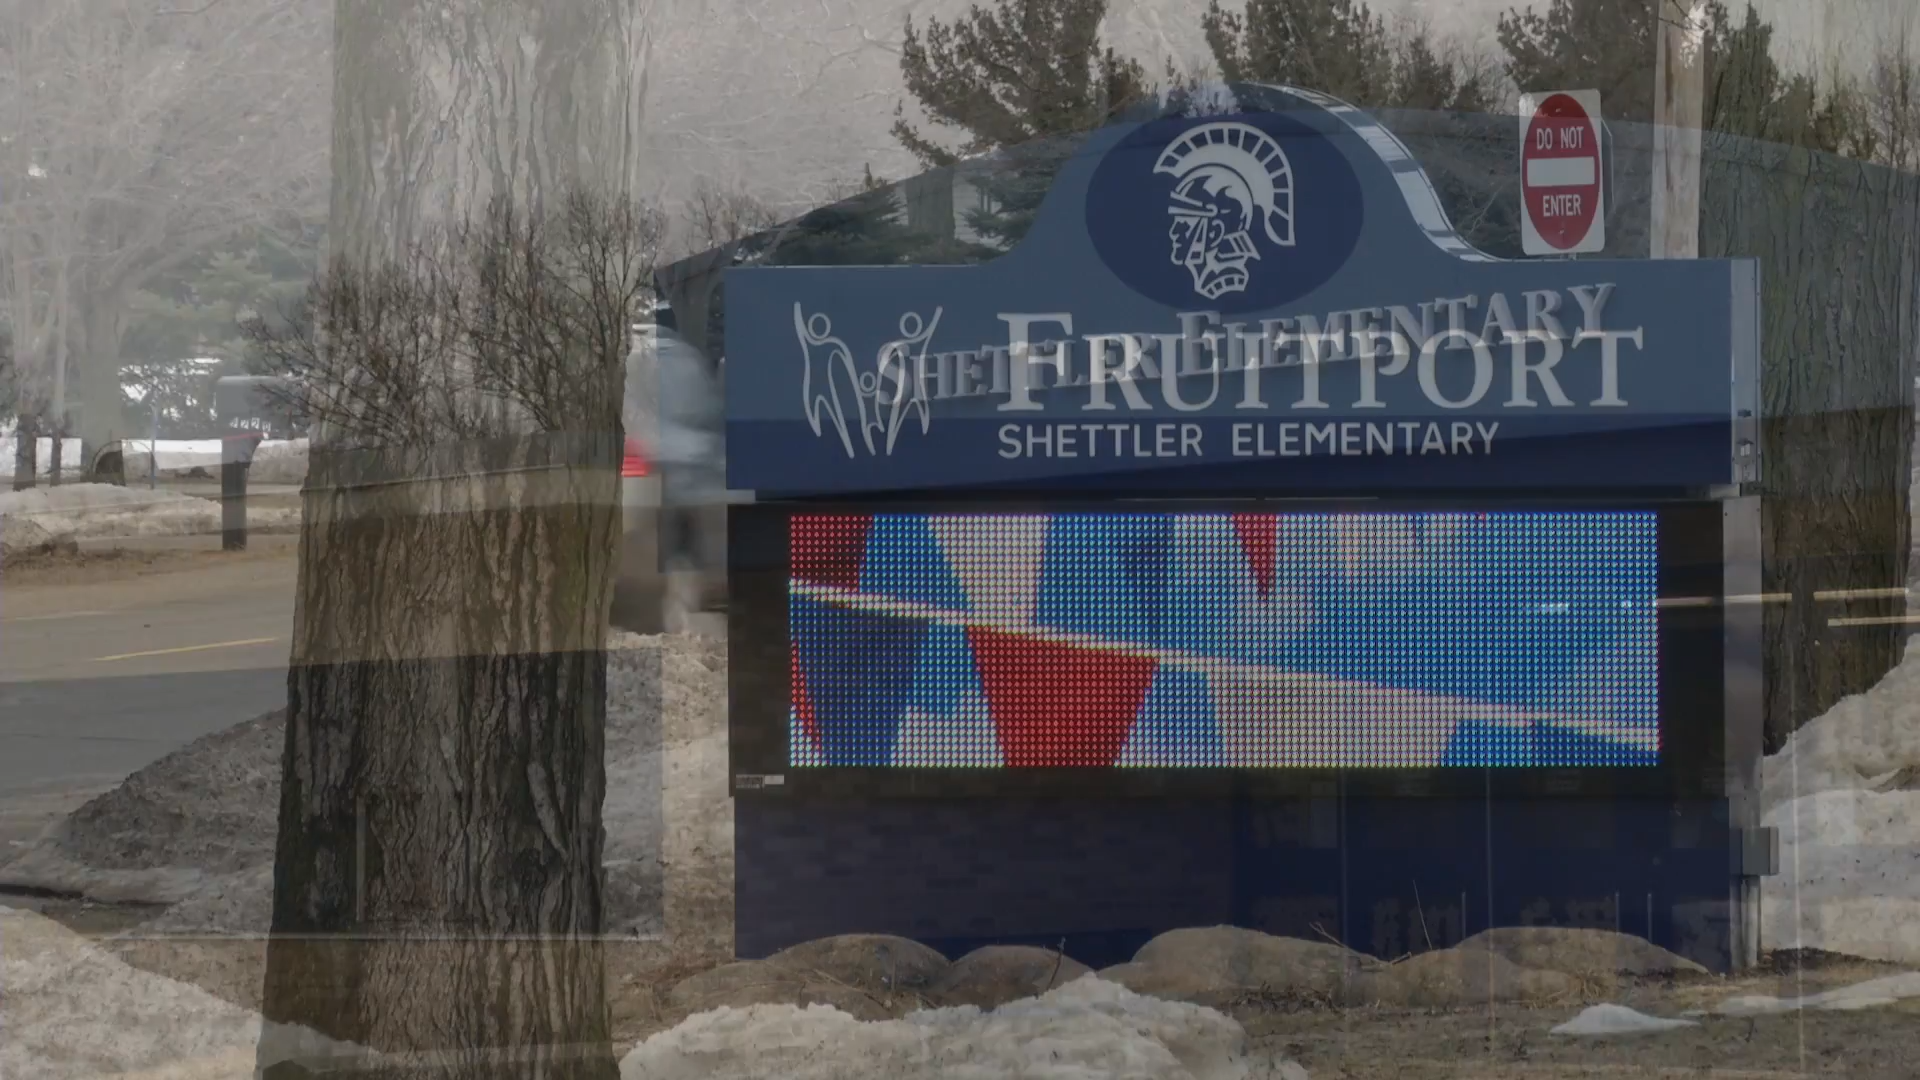 DO NOT
ENTER
SHETTLER ELEMENTARY
FRUITPORT
SHETTLER ELEMENTARY